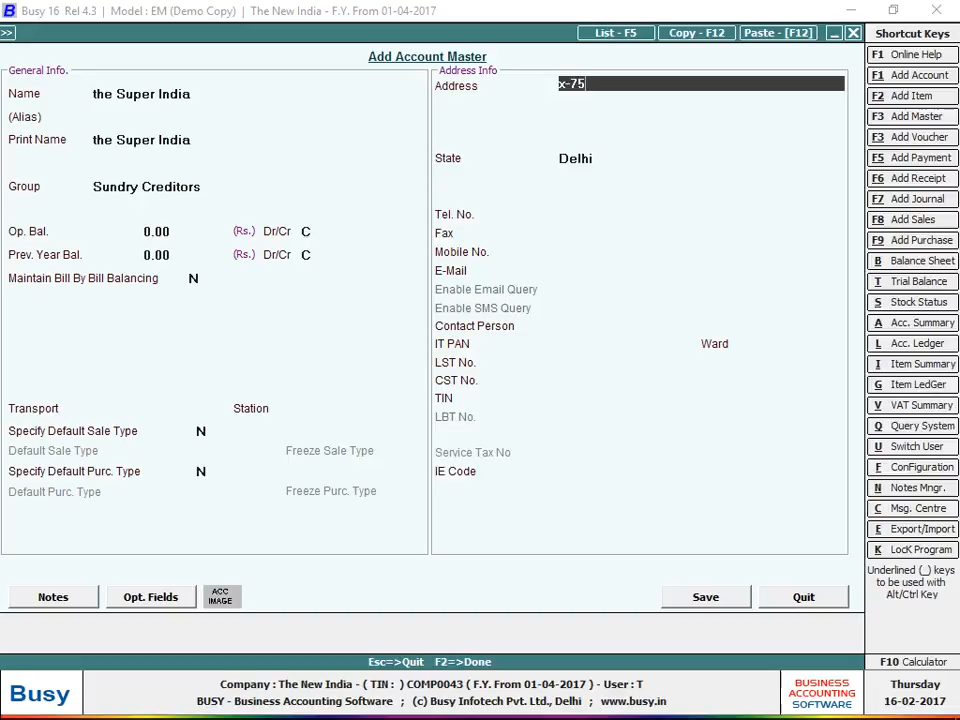 B Busy 16 Rel 4.3 | Model : EM (Demo Copy) | The New India - F.Y. From 01-04-2017
>> List - F5 Copy - F12 Paste - [F12]
Add Account Master
General Info.
Name the Super India
(Alias)
Print Name the Super India
Group Sundry Creditors
Op. Bal. 0.00 (Rs.) Dr/Cr C
Prev. Year Bal. 0.00 (Rs.) Dr/Cr C
Maintain Bill By Bill Balancing N
Transport Station
Specify Default Sale Type N
Default Sale Type Freeze Sale Type
Specify Default Purc. Type N
Default Purc. Type Freeze Purc. Type
Address Info
Address x-75
State Delhi
Tel. No.
Fax
Mobile No.
E-Mail
Enable Email Query
Enable SMS Query
Contact Person
IT PAN Ward
LST No.
CST No.
TIN
LBT No.
Service Tax No
IE Code
Notes Opt. Fields ACC IMAGE Save Quit
Shortcut Keys
F1 Online Help
F1 Add Account
F2 Add Item
F3 Add Master
F3 Add Voucher
F5 Add Payment
F6 Add Receipt
F7 Add Journal
F8 Add Sales
F9 Add Purchase
B Balance Sheet
T Trial Balance
S Stock Status
A Acc. Summary
L Acc. Ledger
I Item Summary
G Item LedGer
V VAT Summary
Q Query System
U Switch User
F ConFiguration
N Notes Mngr.
C Msg. Centre
E Export/Import
K LocK Program
Underlined (_) keys
to be used with
Alt/Ctrl Key
Esc=>Quit F2=>Done
F10 Calculator
Busy
Company : The New India - ( TIN : ) COMP0043 ( F.Y. From 01-04-2017 ) - User : T
BUSY - BUSINESS Accounting Software ; (c) Busy Infotech Pvt. Ltd., Delhi ; www.busy.in
BUSINESS
ACCOUNTING
SOFTWARE
Thursday
16-02-2017